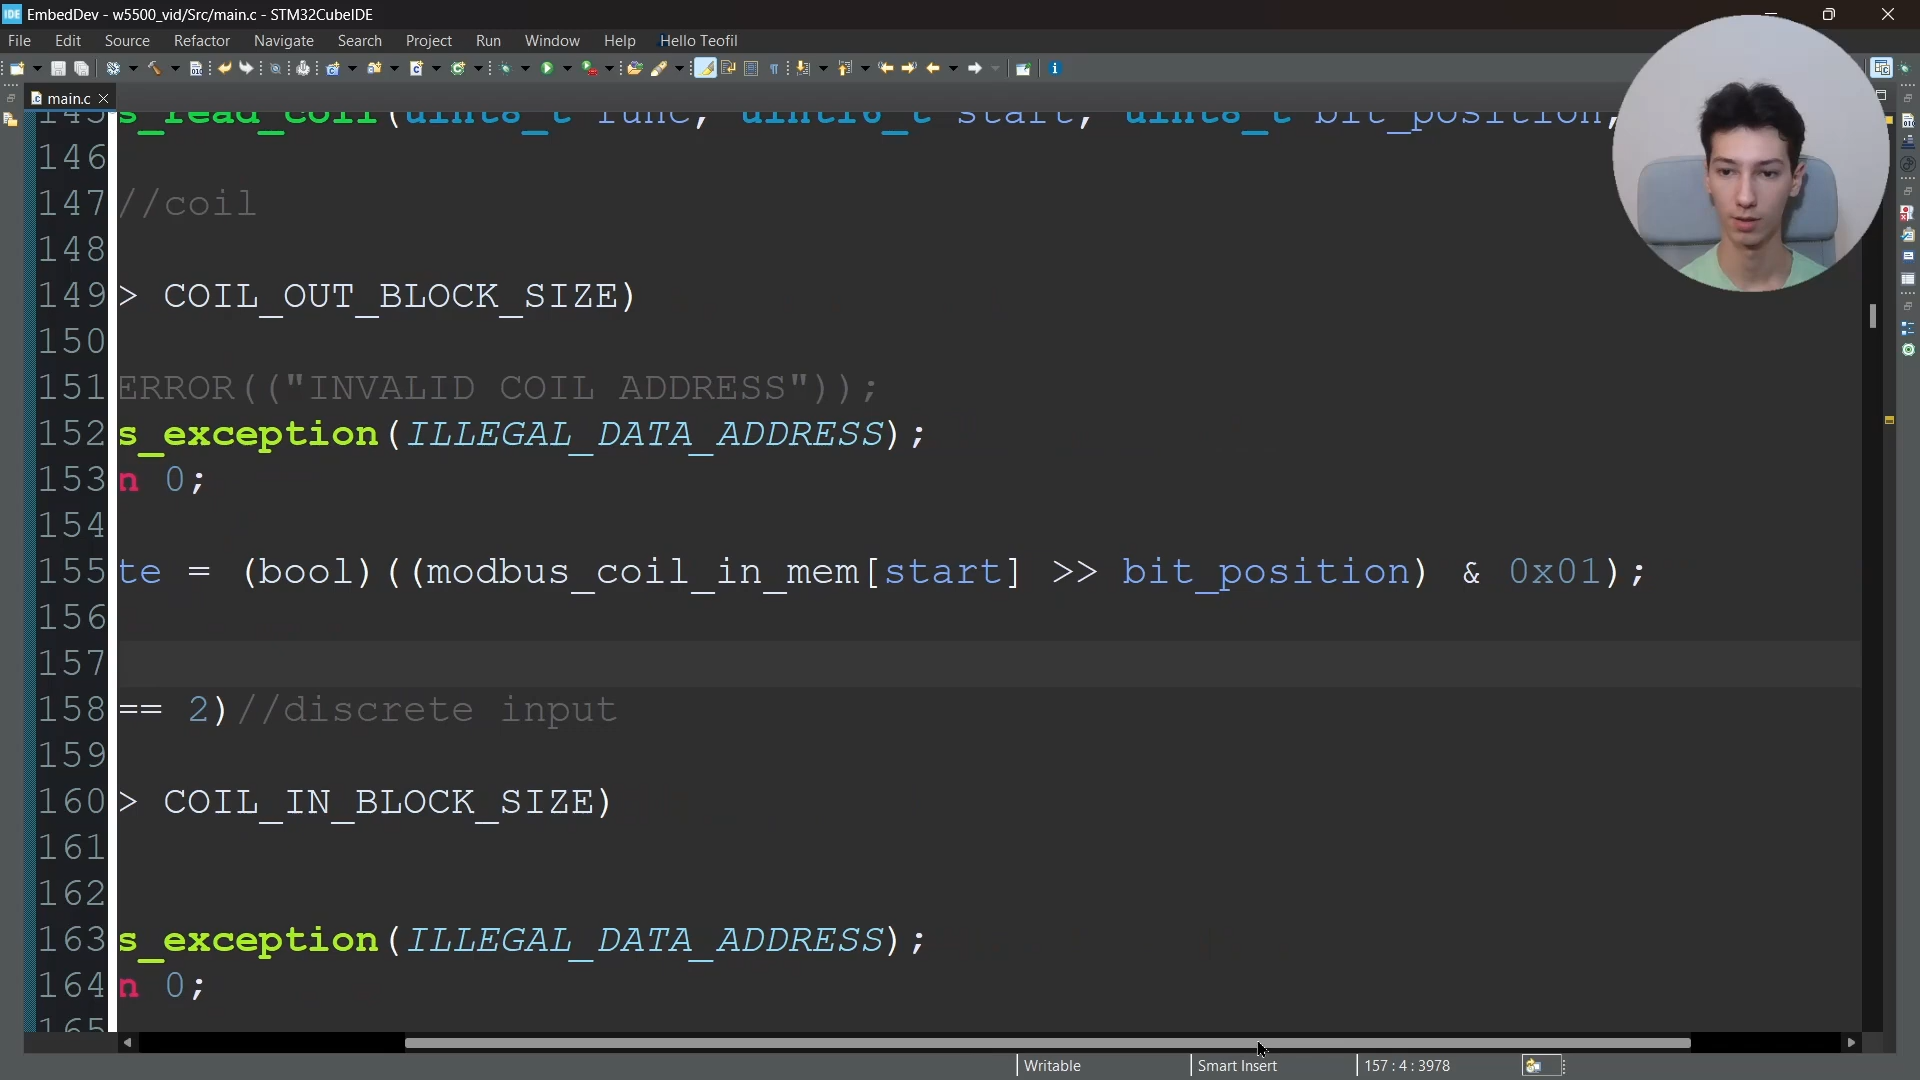 EmbedDev - w5500_vid/Src/main.c - STM32CubeIDE
File Edit Source Refactor Navigate Search Project Run Window Help Hello Teofil
main.c
145 s_read_coil(uint8_t func, uint16_t start, uint8_t bit_position,
146
147 //coil
148
149 > COIL_OUT_BLOCK_SIZE)
150
151 ERROR(("INVALID COIL ADDRESS"));
152 s_exception(ILLEGAL_DATA_ADDRESS);
153 n 0;
154
155 te = (bool)((modbus_coil_in_mem[start] >> bit_position) & 0x01);
156
157
158 == 2)//discrete input
159
160 > COIL_IN_BLOCK_SIZE)
161
162
163 s_exception(ILLEGAL_DATA_ADDRESS);
164 n 0;
165
Writable Smart Insert 157 : 4 : 3978